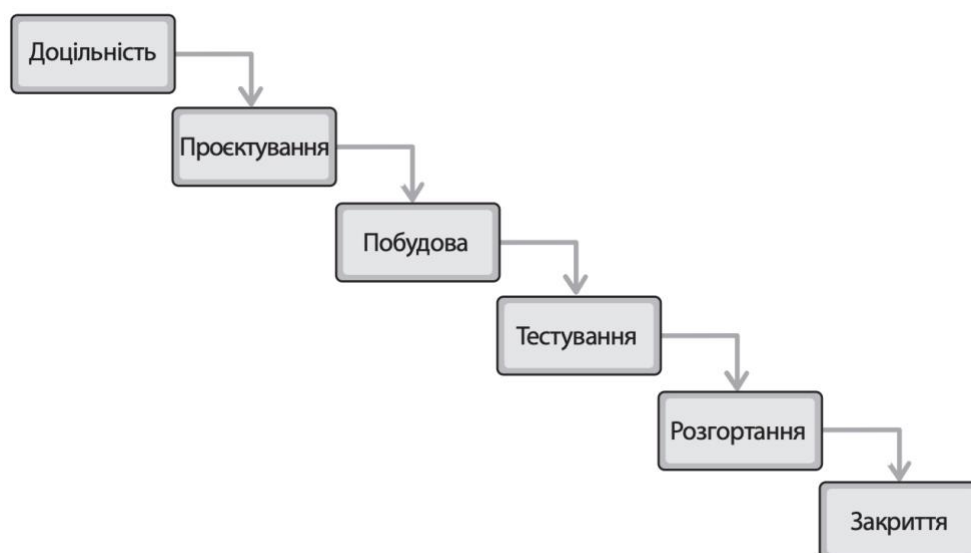 Доцільність
Проєктування
Побудова
Тестування
Розгортання
Закриття